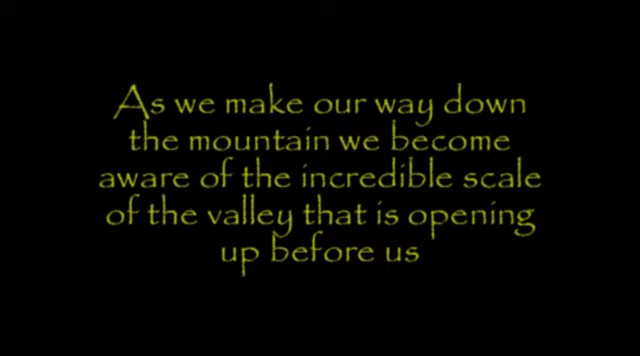 As we make our way down
the mountain we become
aware of the incredible scale
of the valley that is opening
up before us